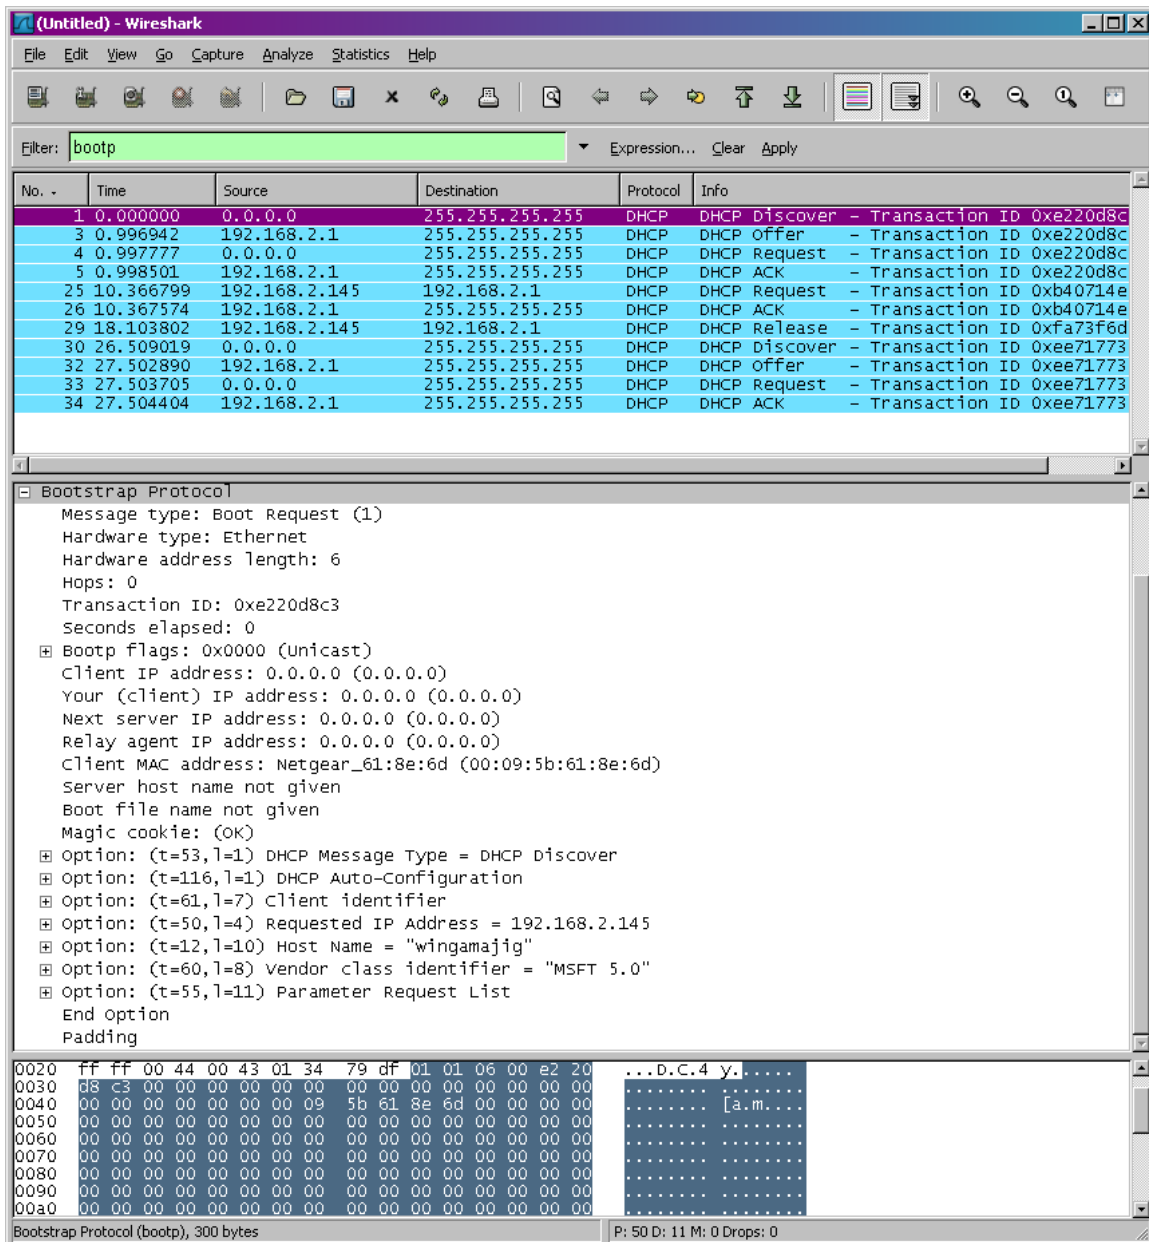 (Untitled) - Wireshark
File Edit View Go Capture Analyze Statistics Help
Filter: bootp Expression... Clear Apply
No. - Time Source Destination Protocol Info
1 0.000000 0.0.0.0 255.255.255.255 DHCP DHCP Discover - Transaction ID 0xe220d8c
3 0.996942 192.168.2.1 255.255.255.255 DHCP DHCP Offer - Transaction ID 0xe220d8c
4 0.997777 0.0.0.0 255.255.255.255 DHCP DHCP Request - Transaction ID 0xe220d8c
5 0.998501 192.168.2.1 255.255.255.255 DHCP DHCP ACK - Transaction ID 0xe220d8c
25 10.366799 192.168.2.145 192.168.2.1 DHCP DHCP Request - Transaction ID 0xb40714e
26 10.367574 192.168.2.1 255.255.255.255 DHCP DHCP ACK - Transaction ID 0xb40714e
29 18.103802 192.168.2.145 192.168.2.1 DHCP DHCP Release - Transaction ID 0xfa73f6d
30 26.509019 0.0.0.0 255.255.255.255 DHCP DHCP Discover - Transaction ID 0xee71773
32 27.502890 192.168.2.1 255.255.255.255 DHCP DHCP Offer - Transaction ID 0xee71773
33 27.503705 0.0.0.0 255.255.255.255 DHCP DHCP Request - Transaction ID 0xee71773
34 27.504404 192.168.2.1 255.255.255.255 DHCP DHCP ACK - Transaction ID 0xee71773
Bootstrap Protocol
Message type: Boot Request (1)
Hardware type: Ethernet
Hardware address length: 6
Hops: 0
Transaction ID: 0xe220d8c3
Seconds elapsed: 0
Bootp flags: 0x0000 (Unicast)
Client IP address: 0.0.0.0 (0.0.0.0)
Your (client) IP address: 0.0.0.0 (0.0.0.0)
Next server IP address: 0.0.0.0 (0.0.0.0)
Relay agent IP address: 0.0.0.0 (0.0.0.0)
Client MAC address: Netgear_61:8e:6d (00:09:5b:61:8e:6d)
Server host name not given
Boot file name not given
Magic cookie: (OK)
Option: (t=53,l=1) DHCP Message Type = DHCP Discover
Option: (t=116,l=1) DHCP Auto-Configuration
Option: (t=61,l=7) Client identifier
Option: (t=50,l=4) Requested IP Address = 192.168.2.145
Option: (t=12,l=10) Host Name = "wingamajig"
Option: (t=60,l=8) Vendor class identifier = "MSFT 5.0"
Option: (t=55,l=11) Parameter Request List
End Option
Padding
0020 ff ff 00 44 00 43 01 34 79 df 01 01 06 00 e2 20 ...D.C.4 y.....
0030 d8 c3 00 00 00 00 00 00 00 00 00 00 00 00 00 00 ........ ........
0040 00 00 00 00 00 00 00 09 5b 61 8e 6d 00 00 00 00 ........ [a.m....
0050 00 00 00 00 00 00 00 00 00 00 00 00 00 00 00 00 ........ ........
0060 00 00 00 00 00 00 00 00 00 00 00 00 00 00 00 00 ........ ........
0070 00 00 00 00 00 00 00 00 00 00 00 00 00 00 00 00 ........ ........
0080 00 00 00 00 00 00 00 00 00 00 00 00 00 00 00 00 ........ ........
0090 00 00 00 00 00 00 00 00 00 00 00 00 00 00 00 00 ........ ........
00a0 00 00 00 00 00 00 00 00 00 00 00 00 00 00 00 00 ........ ........
Bootstrap Protocol (bootp), 300 bytes P: 50 D: 11 M: 0 Drops: 0